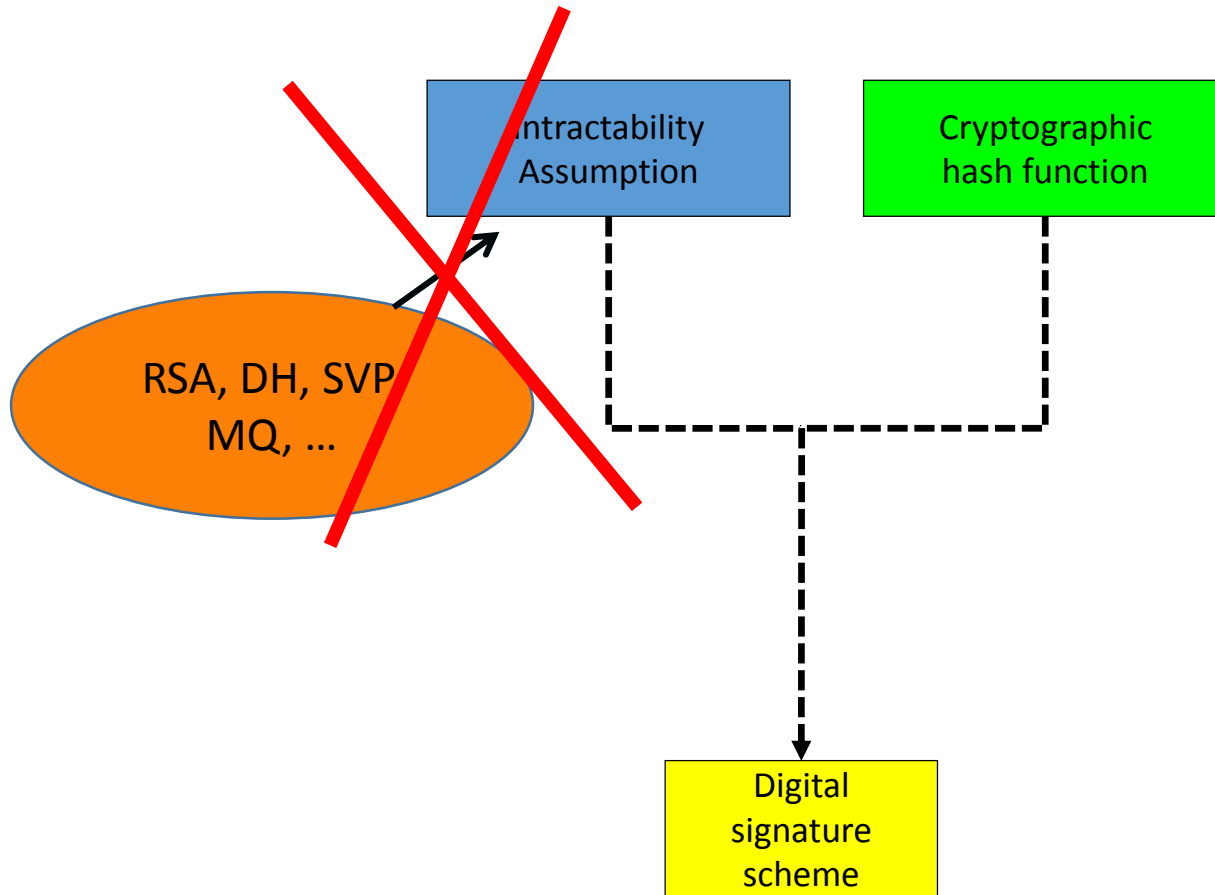 Intractability
Assumption
Cryptographic
hash function
RSA, DH, SVP,
MQ, …
Digital
signature
scheme